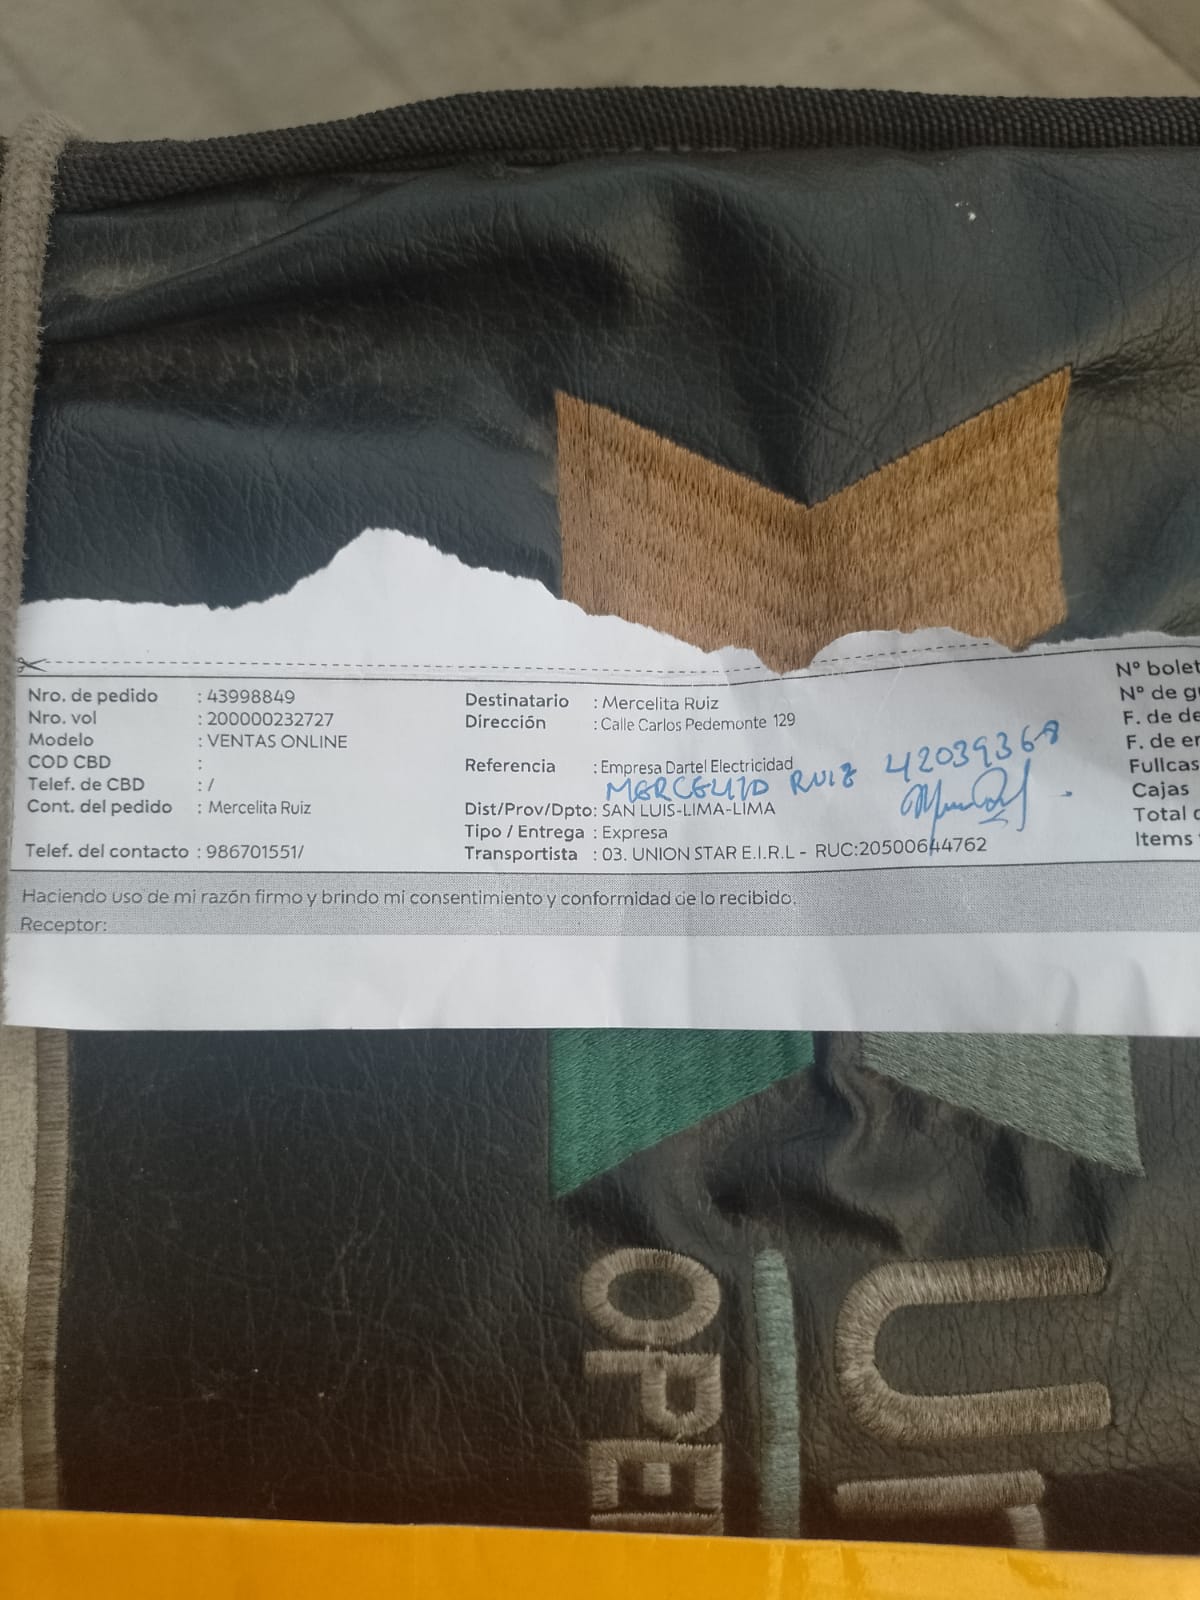 Nro. de pedido : 43998849
Nro. vol : 200000232727
Modelo : VENTAS ONLINE
COD CBD :
Telef. de CBD : /
Cont. del pedido : Mercelita Ruiz
Telef. del contacto : 986701551/
Destinatario : Mercelita Ruiz
Dirección : Calle Carlos Pedemonte 129
Referencia : Empresa Dartel Electricidad
MERCELITD RUIZ 42039368
Dist/Prov/Dpto: SAN LUIS-LIMA-LIMA
Tipo / Entrega : Expresa
Transportista : 03. UNION STAR E.I.R.L - RUC:20500644762
Nº bolet
Nº de g
F. de de
F. de e
Fullcas
Cajas
Total
Items
Haciendo uso de mi razón firmo y brindo mi consentimiento y conformidad de lo recibido.
Receptor:
U
OPE